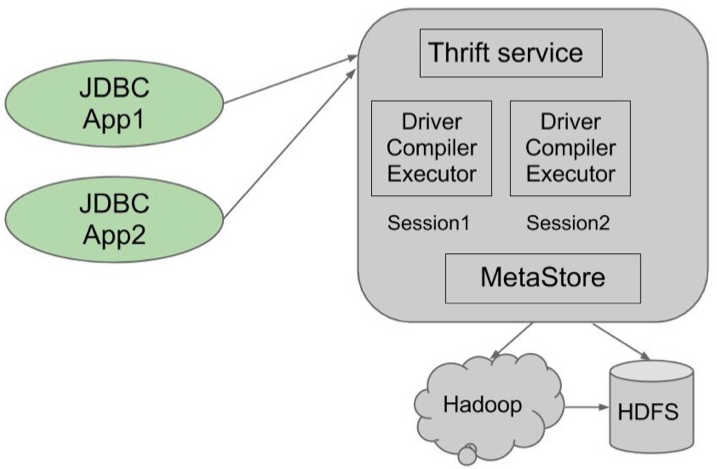 JDBC
App1
JDBC
App2
Thrift service
Driver
Compiler
Executor
Session1
Driver
Compiler
Executor
Session2
MetaStore
Hadoop
HDFS